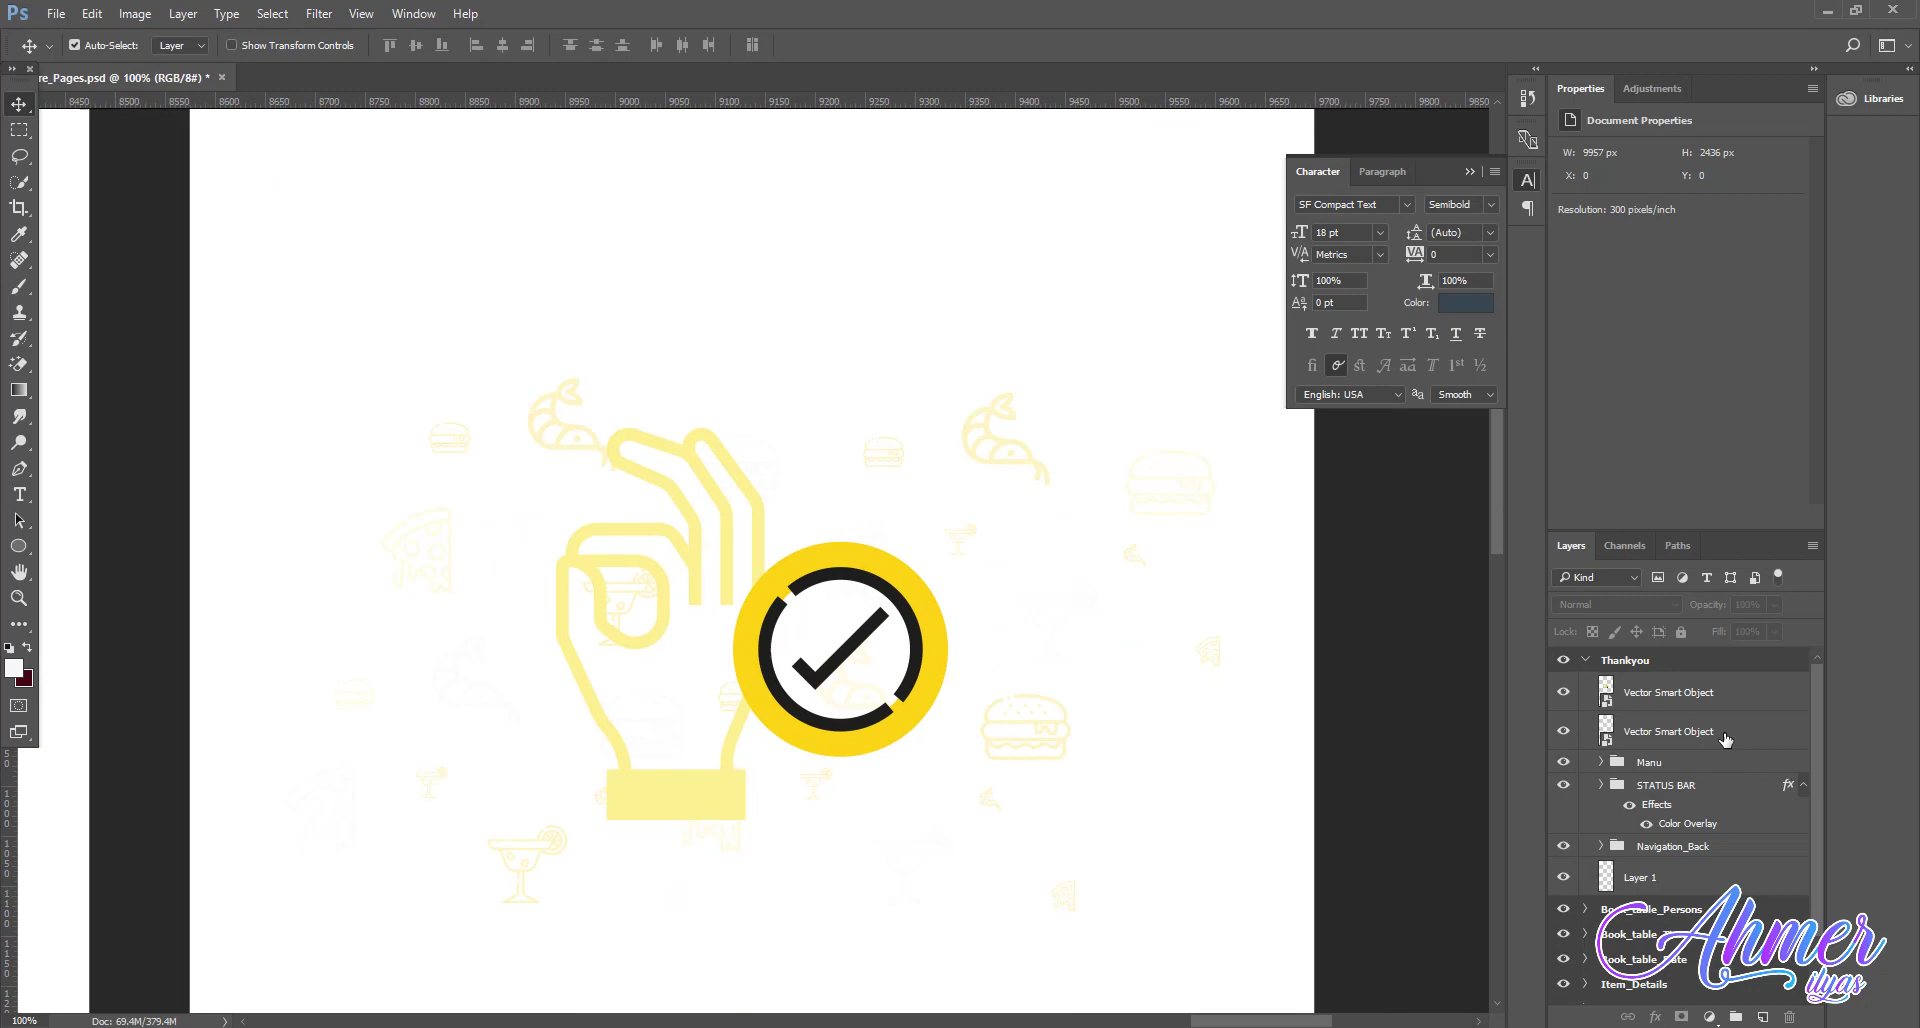 Ps File Edit Image Layer Type Select Filter View Window Help
Auto-Select: Layer Show Transform Controls
re_Pages.psd @ 100% (RGB/8#) *
8450 8500 8550 8600 8650 8700 8750 8800 8850 8900 8950 9000 9050 9100 9150 9200 9250 9300 9350 9400 9450 9500 9550 9600 9650 9700 9750 9800 9850
Properties Adjustments
Libraries
Document Properties
W: 9957 px H: 2436 px
X: 0 Y: 0
Resolution: 300 pixels/inch
Character Paragraph
SF Compact Text Semibold
18 pt (Auto)
Metrics 0
100% 100%
0 pt Color:
English: USA Smooth
Layers Channels Paths
Kind
Normal Opacity: 100%
Lock: Fill: 100%
Thankyou
Vector Smart Object
Vector Smart Object
Manu
STATUS BAR fx
Effects
Color Overlay
Navigation_Back
Layer 1
Book_table_Persons
Book_table_
Book_table_Date
Item_Details
Ahmer
ilyas
100% Doc: 69.4M/379.4M